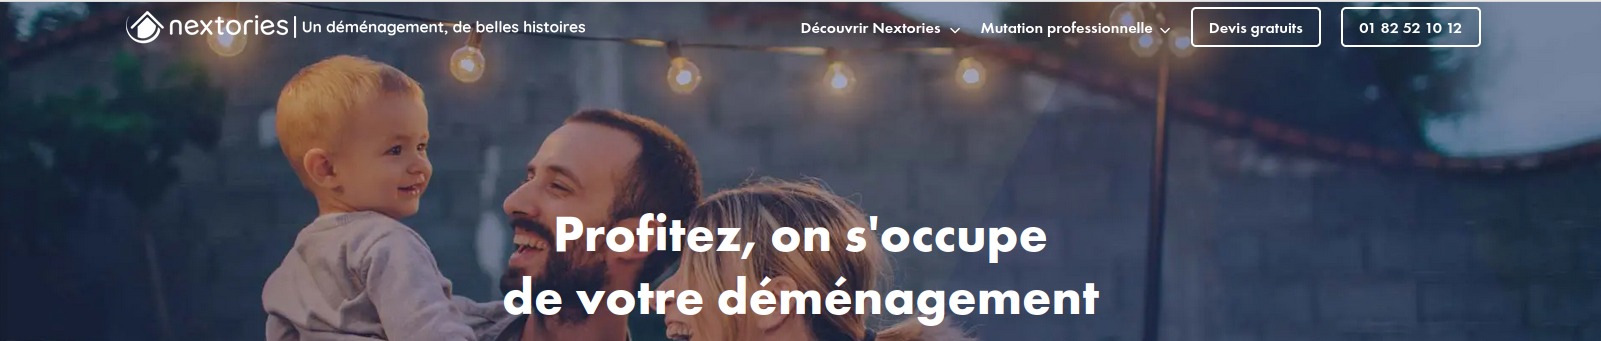 nextories | Un déménagement, de belles histoires
Découvrir Nextories
Mutation professionnelle
Devis gratuits
01 82 52 10 12
Profitez, on s'occupe
de votre déménagement